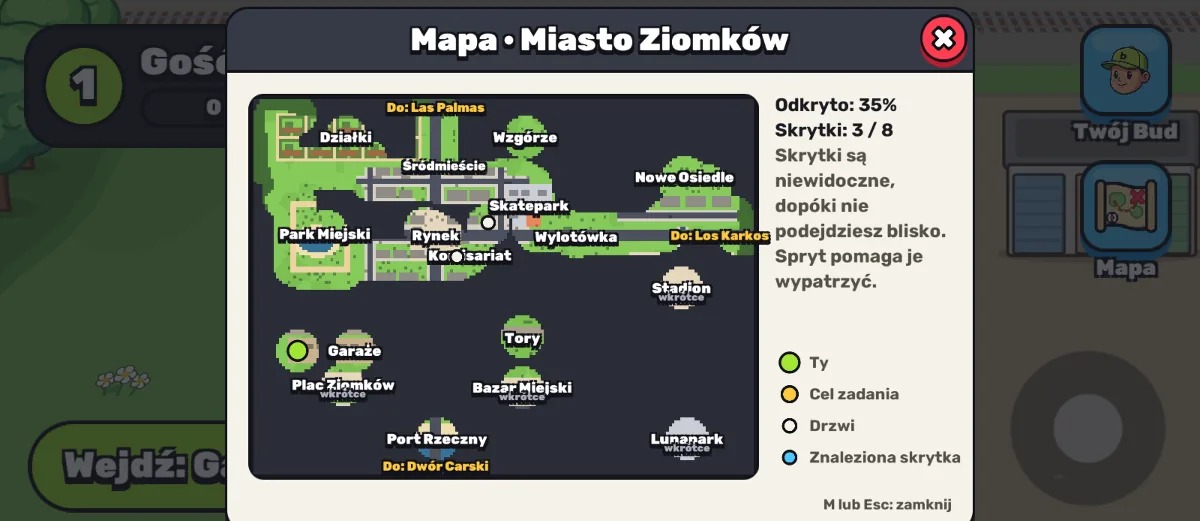 Mapa • Miasto Ziomków
1
Gość
0
Twój Bud
Mapa
Wejdź: Ga
Do: Las Palmas
Działki
Wzgórze
Śródmieście
Nowe Osiedle
Skatepark
Park Miejski
Rynek
Wylotówka
Do: Los Karkos
Komisariat
Stadion
wkrótce
Tory
Garaże
Plac Ziomków
wkrótce
Bazar Miejski
wkrótce
Port Rzeczny
Do: Dwór Carski
Lunapark
wkrótce
Odkryto: 35%
Skrytki: 3 / 8
Skrytki są
niewidoczne,
dopóki nie
podejdziesz blisko.
Spryt pomaga je
wypatrzyć.
Ty
Cel zadania
Drzwi
Znaleziona skrytka
M lub Esc: zamknij